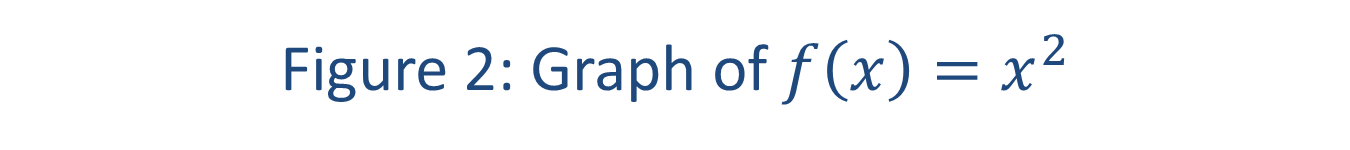 Figure 2: Graph of f(x) = x²